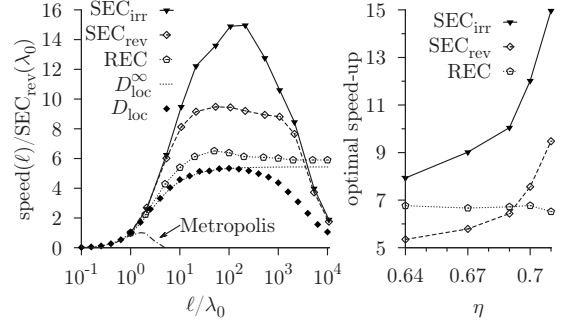 speed(ℓ)/SEC_rev(λ_0)
16
14
12
10
8
6
4
2
0
SEC_irr
SEC_rev
REC
D^∞_loc
D_loc
Metropolis
10^-1 10^0 10^1 10^2 10^3 10^4
ℓ/λ_0
optimal speed-up
15
13
11
9
7
5
SEC_irr
SEC_rev
REC
0.64 0.67 0.7
η